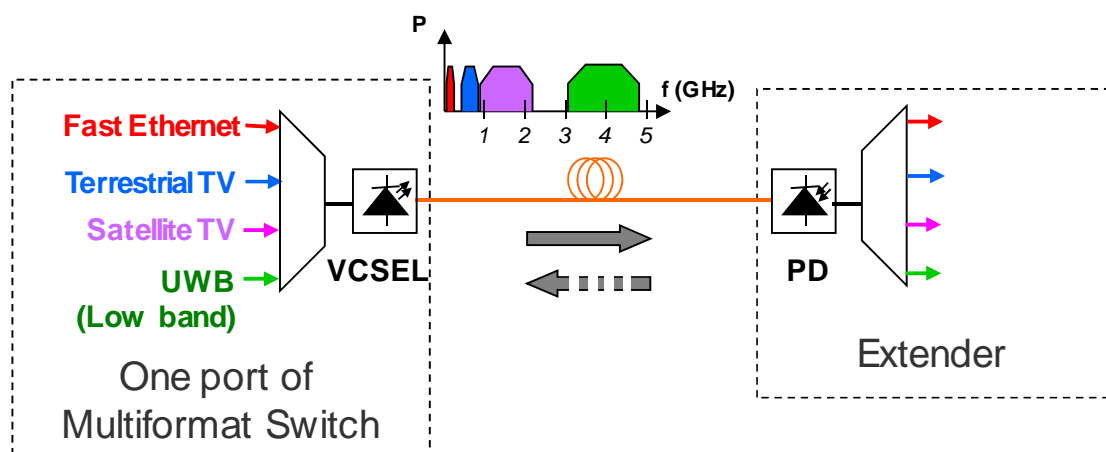 P
f (GHz)
1 2 3 4 5
Fast Ethernet
Terrestrial TV
Satellite TV
UWB
(Low band)
VCSEL
PD
One port of
Multiformat Switch
Extender